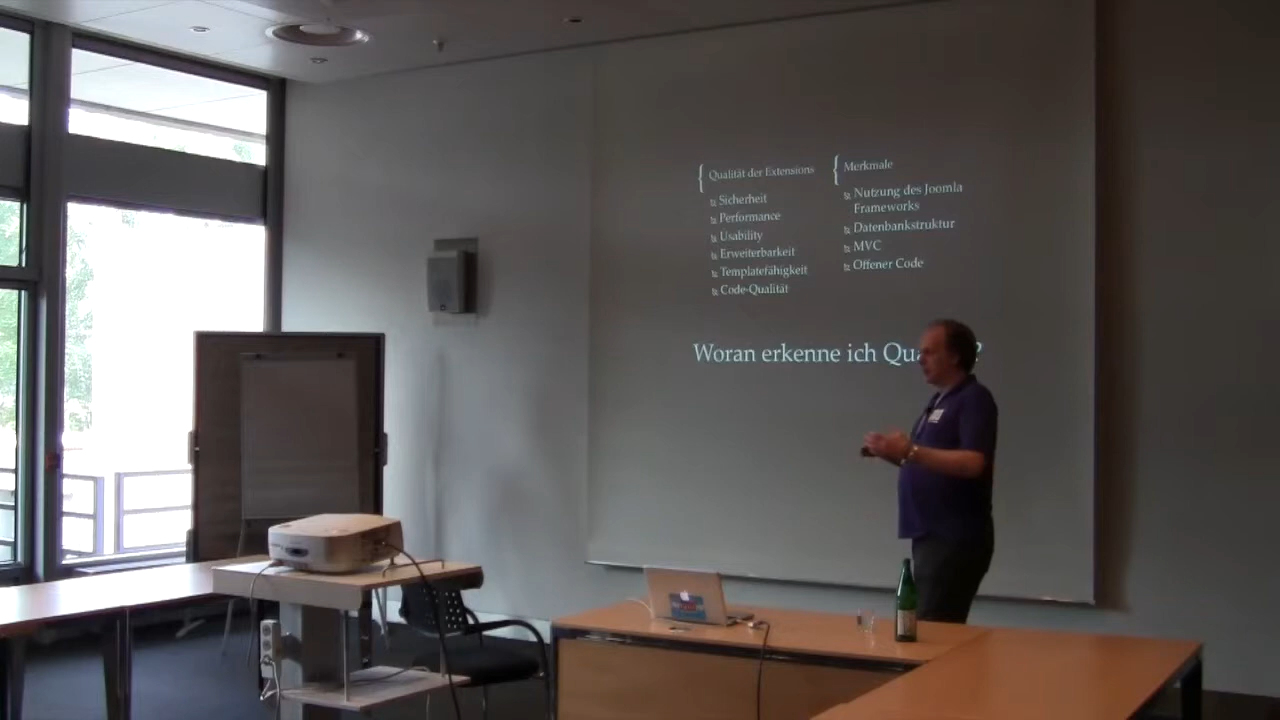 Qualität der Extensions
Sicherheit
Performance
Usability
Erweiterbarkeit
Templatefähigkeit
Code-Qualität
Merkmale
Nutzung des Joomla
Frameworks
Datenbankstruktur
MVC
Offener Code
Woran erkenne ich